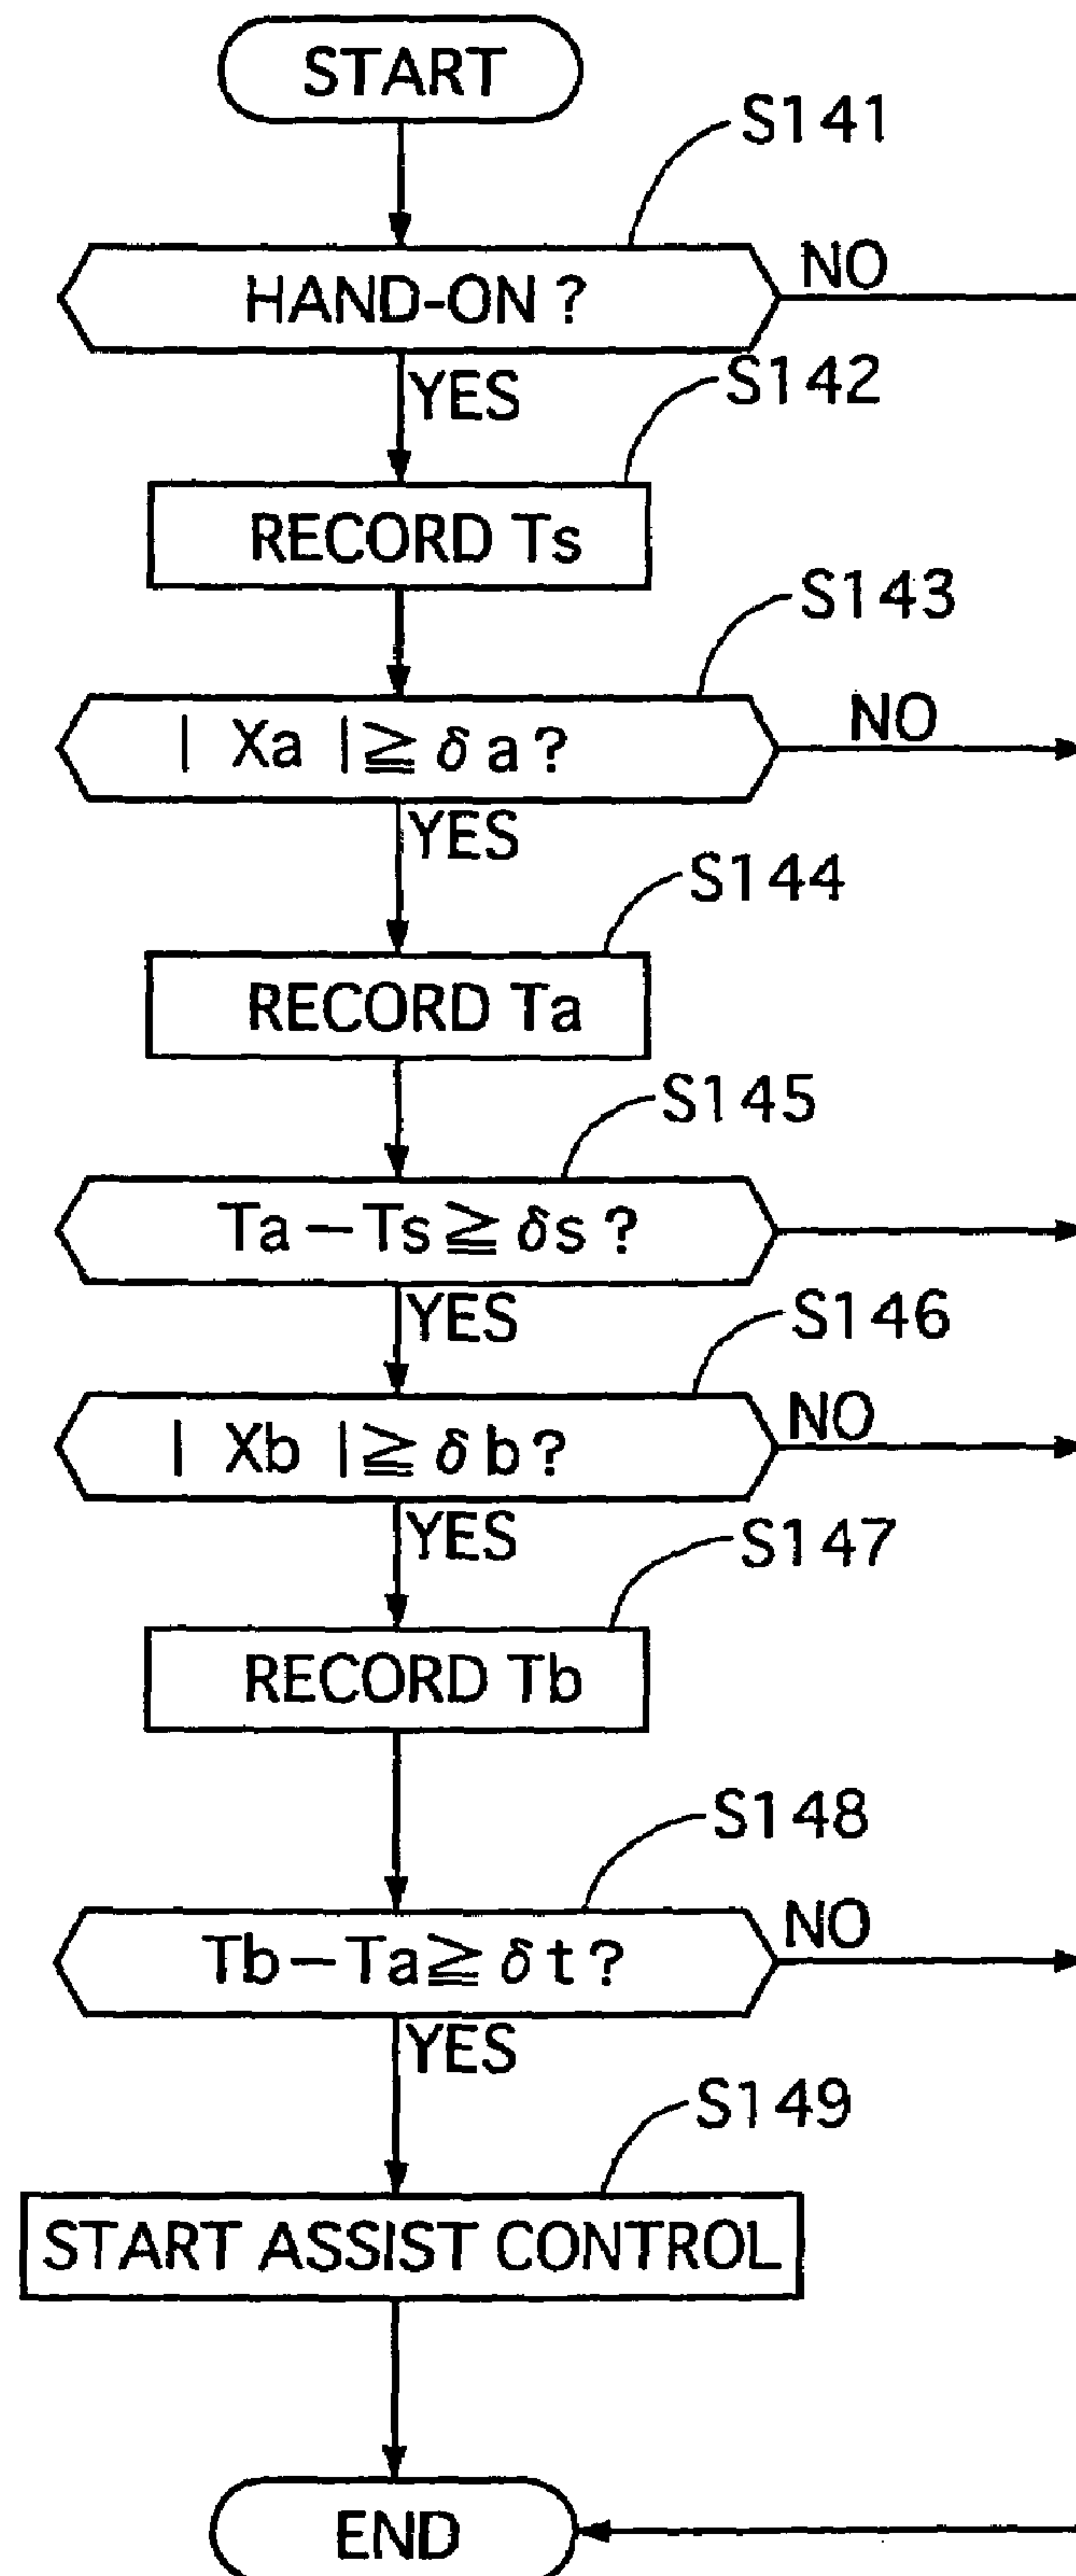 START
S141
HAND-ON ?
NO
YES
S142
RECORD Ts
S143
| Xa | ≧ δa ?
NO
YES
S144
RECORD Ta
S145
Ta − Ts ≧ δs ?
YES
S146
| Xb | ≧ δb ?
NO
YES
S147
RECORD Tb
S148
Tb − Ta ≧ δt ?
NO
YES
S149
START ASSIST CONTROL
END